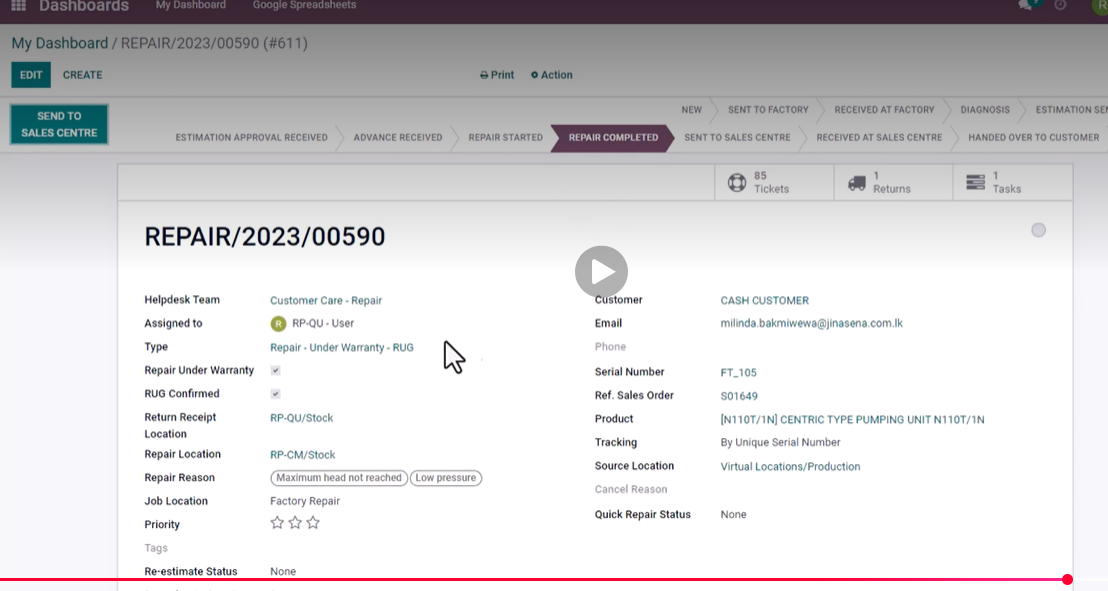 Dashboards My Dashboard Google Spreadsheets
My Dashboard / REPAIR/2023/00590 (#611)
EDIT CREATE Print Action
SEND TO
SALES CENTRE
NEW SENT TO FACTORY RECEIVED AT FACTORY DIAGNOSIS ESTIMATION SEN
ESTIMATION APPROVAL RECEIVED ADVANCE RECEIVED REPAIR STARTED REPAIR COMPLETED SENT TO SALES CENTRE RECEIVED AT SALES CENTRE HANDED OVER TO CUSTOMER
85
Tickets
1
Returns
1
Tasks
REPAIR/2023/00590
Helpdesk Team Customer Care - Repair
Assigned to R RP-QU - User
Type Repair - Under Warranty - RUG
Repair Under Warranty
RUG Confirmed
Return Receipt
Location RP-QU/Stock
Repair Location RP-CM/Stock
Repair Reason Maximum head not reached Low pressure
Job Location Factory Repair
Priority
Tags
Re-estimate Status None
Customer CASH CUSTOMER
Email milinda.bakmiwewa@jinasena.com.lk
Phone
Serial Number FT_105
Ref. Sales Order S01649
Product [N110T/1N] CENTRIC TYPE PUMPING UNIT N110T/1N
Tracking By Unique Serial Number
Source Location Virtual Locations/Production
Cancel Reason
Quick Repair Status None